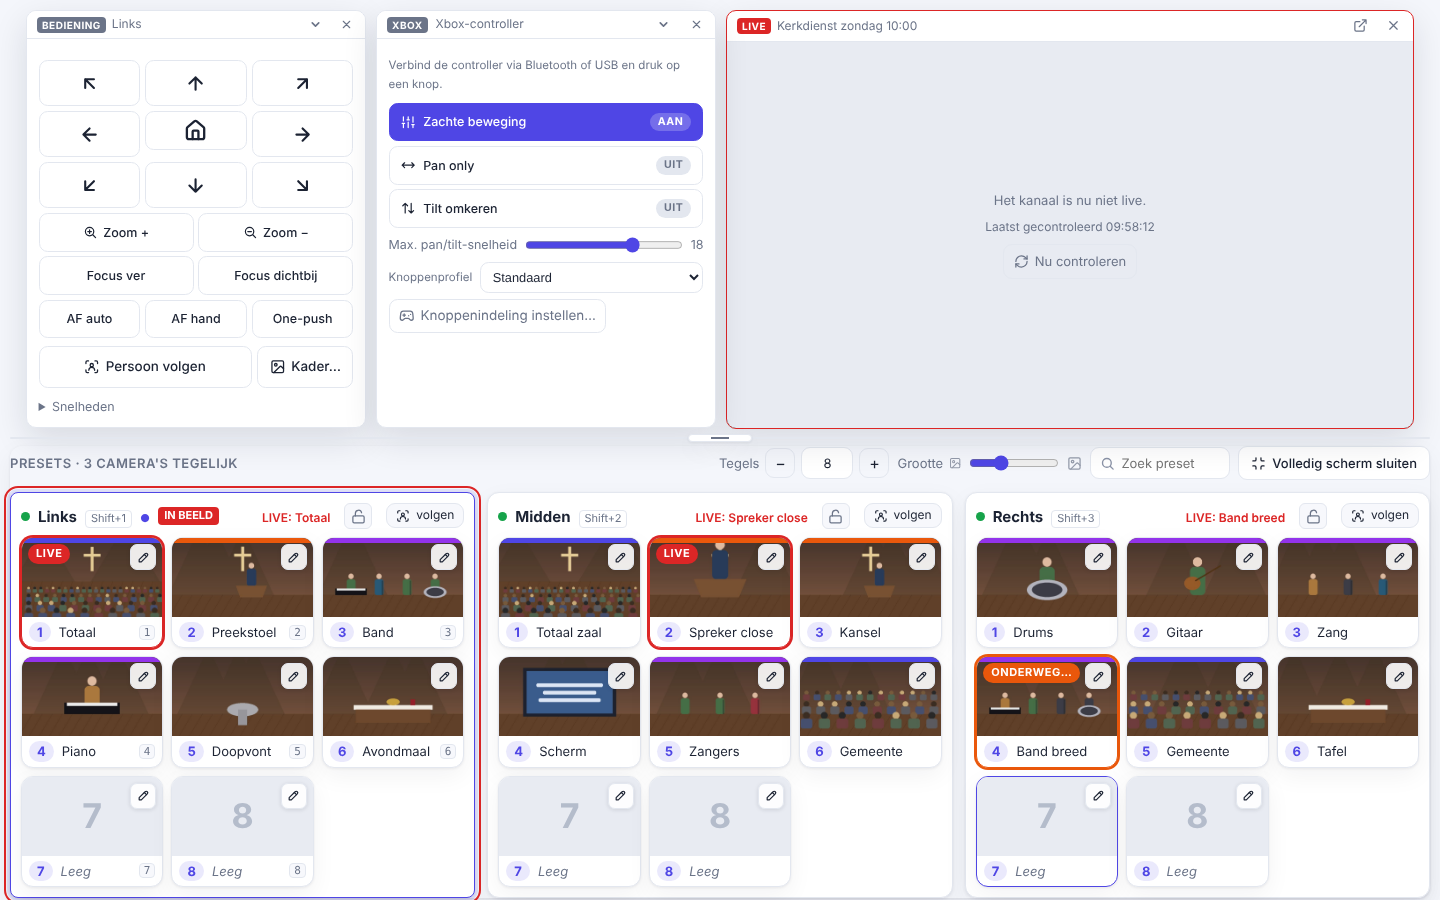 BEDIENING Links
Zoom + Zoom −
Focus ver Focus dichtbij
AF auto AF hand One-push
Persoon volgen Kader...
Snelheden
XBOX Xbox-controller
Verbind de controller via Bluetooth of USB en druk op
een knop.
Zachte beweging AAN
Pan only UIT
Tilt omkeren UIT
Max. pan/tilt-snelheid 18
Knoppenprofiel Standaard
Knoppenindeling instellen...
LIVE Kerkdienst zondag 10:00
Het kanaal is nu niet live.
Laatst gecontroleerd 09:58:12
Nu controleren
PRESETS · 3 CAMERA'S TEGELIJK Tegels − 8 + Grootte Zoek preset Volledig scherm sluiten
Links Shift+1 IN BEELD LIVE: Totaal volgen
LIVE
1 Totaal 1
2 Preekstoel 2
3 Band 3
4 Piano 4
5 Doopvont 5
6 Avondmaal 6
7
7 Leeg 7
8
8 Leeg 8
Midden Shift+2 LIVE: Spreker close volgen
1 Totaal zaal
LIVE
2 Spreker close
3 Kansel
4 Scherm
5 Zangers
6 Gemeente
7
7 Leeg
8
8 Leeg
Rechts Shift+3 LIVE: Band breed volgen
1 Drums
2 Gitaar
3 Zang
ONDERWEG...
4 Band breed
5 Gemeente
6 Tafel
7
7 Leeg
8
8 Leeg